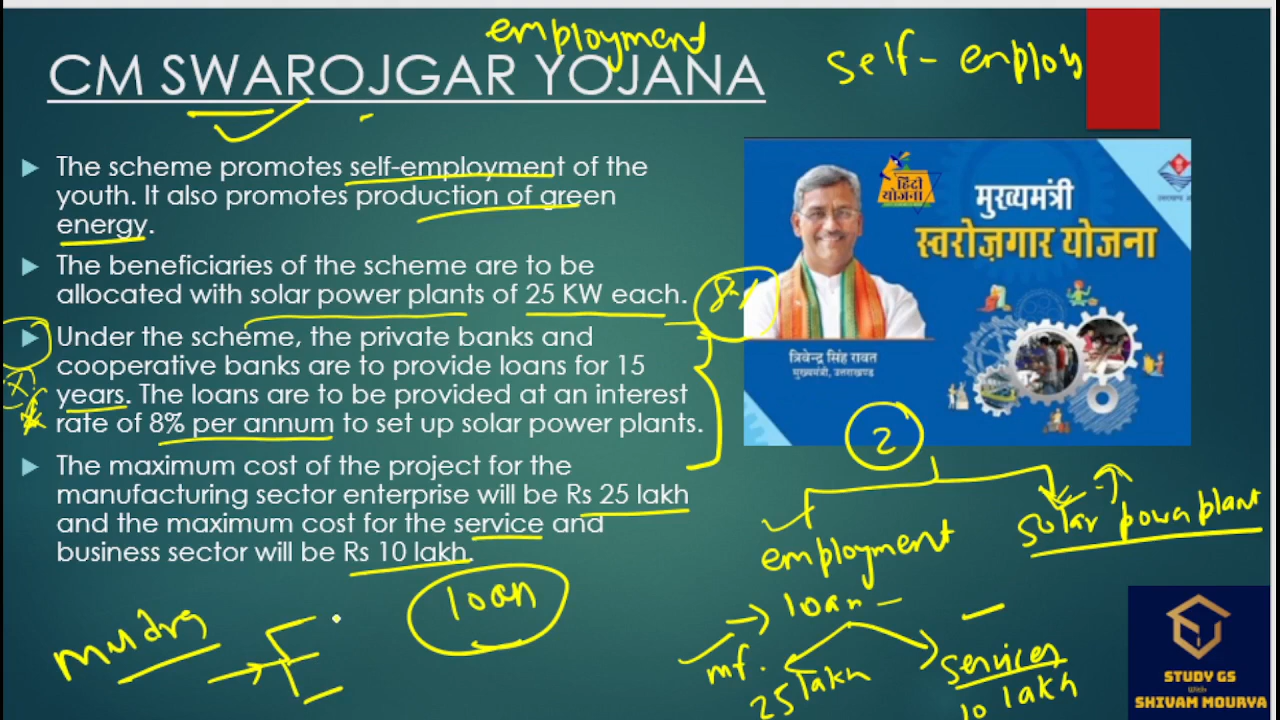 employment
self- enploy
CM SWAROJGAR YOJANA
The scheme promotes self-employment of the
youth. It also promotes production of green
energy.
The beneficiaries of the scheme are to be
allocated with solar power plants of 25 KW each.
Under the scheme, the private banks and
cooperative banks are to provide loans for 15
years. The loans are to be provided at an interest
rate of 8% per annum to set up solar power plants.
The maximum cost of the project for the
manufacturing sector enterprise will be Rs 25 lakh
and the maximum cost for the service and
business sector will be Rs 10 lakh.
loan
mudra
हिंदी
योजना
मुख्यमंत्री
स्वरोज़गार योजना
त्रिवेन्द्र सिंह रावत
मुख्यमंत्री, उत्तराखण्ड
2
employment
solar power plant
loan
mf.
25 lakh
services
10 lakh
STUDY GS
With
SHIVAM MOURYA